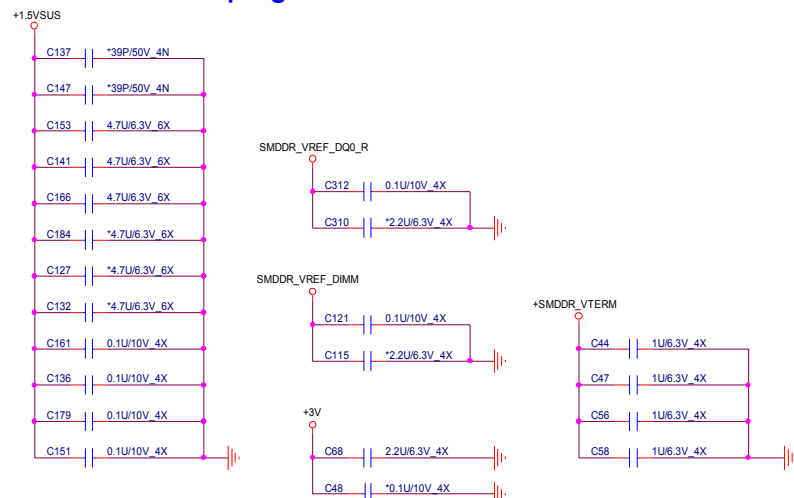 +1.5VSUS
C137 *39P/50V_4N
C147 *39P/50V_4N
C153 4.7U/6.3V_6X
C141 4.7U/6.3V_6X
C166 4.7U/6.3V_6X
C184 *4.7U/6.3V_6X
C127 *4.7U/6.3V_6X
C132 *4.7U/6.3V_6X
C161 0.1U/10V_4X
C136 0.1U/10V_4X
C179 0.1U/10V_4X
C151 0.1U/10V_4X
SMDDR_VREF_DQ0_R
C312 0.1U/10V_4X
C310 *2.2U/6.3V_4X
SMDDR_VREF_DIMM
C121 0.1U/10V_4X
C115 *2.2U/6.3V_4X
+3V
C68 2.2U/6.3V_4X
C48 *0.1U/10V_4X
+SMDDR_VTERM
C44 1U/6.3V_4X
C47 1U/6.3V_4X
C56 1U/6.3V_4X
C58 1U/6.3V_4X